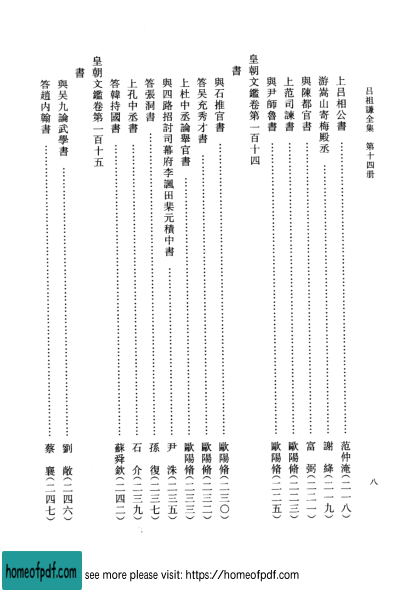 呂祖謙全集　第十四册
八
上呂相公書……范仲淹(二一八)
游嵩山寄梅殿丞……謝　絳(二一九)
與陳都官書……富　弼(二二一)
上范司諫書……歐陽脩(二二三)
與尹師魯書……歐陽脩(二二五)
皇朝文鑑卷第一百十四
書
與石推官書……歐陽脩(二三〇)
答吴充秀才書……歐陽脩(二三二)
上杜中丞論舉官書……歐陽脩(二三三)
與四路招討司幕府李諷田棐元積中書……尹　洙(二三五)
答張洞書……孫　復(二三七)
上孔中丞書……石　介(二三九)
答韓持國書……蘇舜欽(二四二)
皇朝文鑑卷第一百十五
書
與吴九論武學書……劉　敞(二四六)
答趙内翰書……蔡　襄(二四七)
homeofpdf.com
see more please visit: https://homeofpdf.com